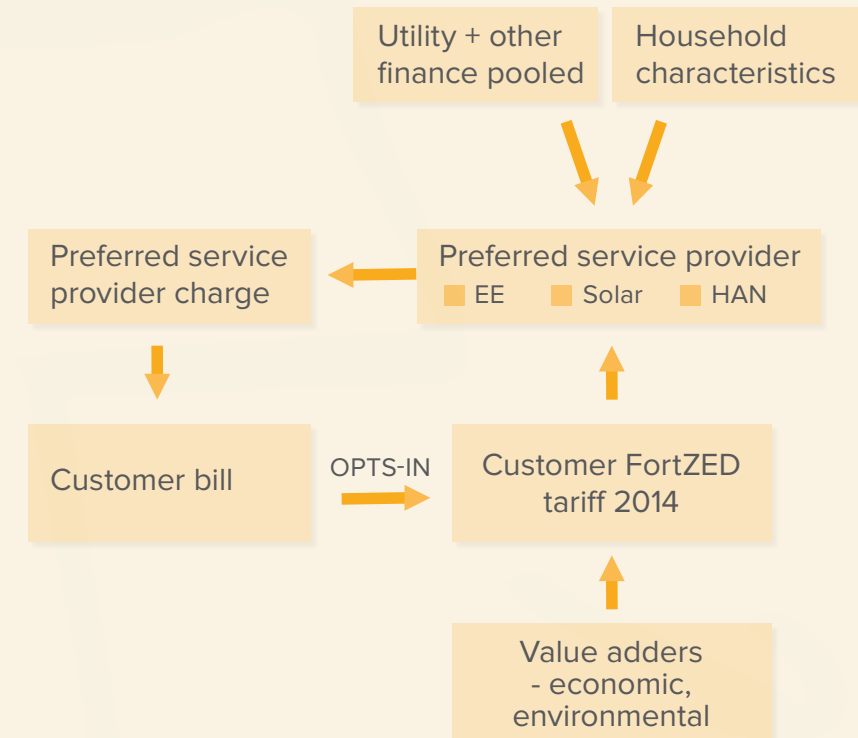 Utility + other
finance pooled
Household
characteristics
Preferred service
provider charge
Preferred service provider
EE Solar HAN
Customer bill
OPTS-IN
Customer FortZED
tariff 2014
Value adders
- economic,
environmental